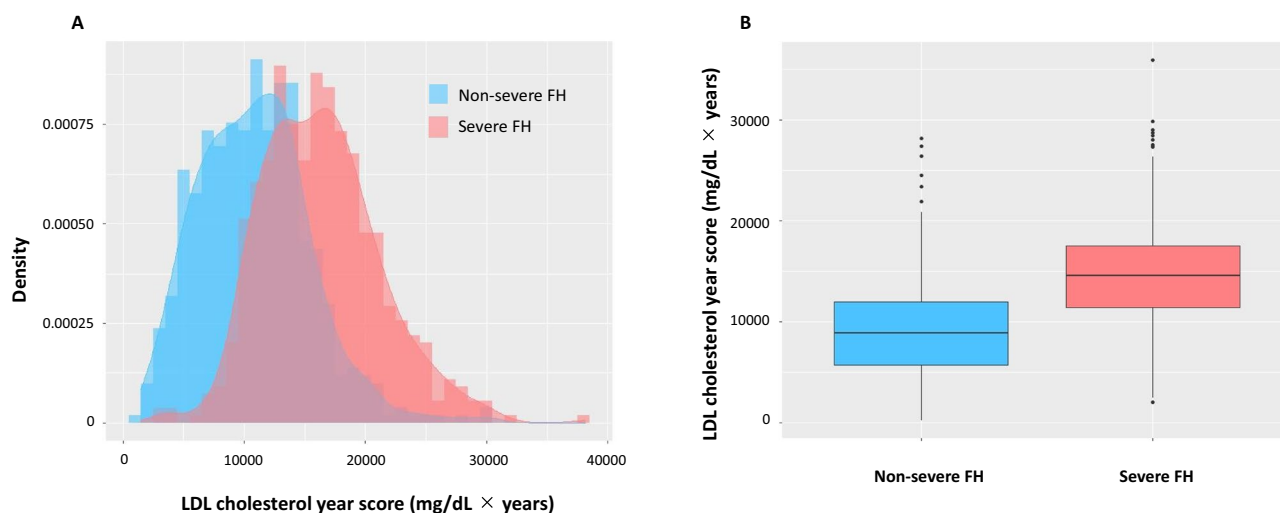 A
Density
0.00075
0.00050
0.00025
0
0
10000
20000
30000
40000
LDL cholesterol year score (mg/dL × years)
Non-severe FH
Severe FH
B
LDL cholesterol year score (mg/dL × years)
30000
20000
10000
0
Non-severe FH
Severe FH